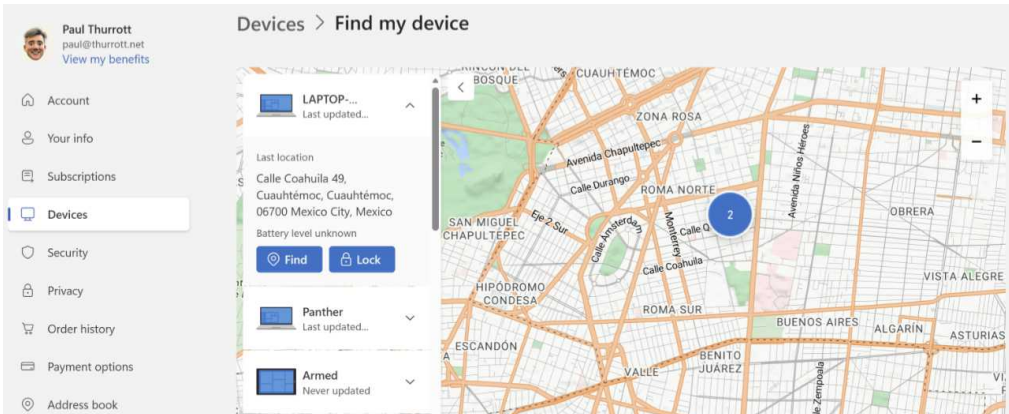 Paul Thurrott
paul@thurrott.net
View my benefits
Account
Your info
Subscriptions
Devices
Security
Privacy
Order history
Payment options
Address book
Devices > Find my device
LAPTOP-...
Last updated...
Last location
Calle Coahuila 49,
Cuauhtémoc, Cuauhtémoc,
06700 Mexico City, Mexico
Battery level unknown
Find
Lock
Panther
Last updated...
Armed
Never updated
BOSQUE
CUAUHTÉMOC
ZONA ROSA
Avenida Chapultepec
Calle Durango
ROMA NORTE
Avenida Niños Héroes
2
OBRERA
SAN MIGUEL
CHAPULTEPEC
Eje 2 Sur
Calle Amsterdam
Monterrey
Calle Q
Calle Coahuila
VISTA ALEGRE
HIPÓDROMO
CONDESA
ROMA SUR
BUENOS AIRES
ALGARÍN
ASTURIAS
ESCANDÓN
VALLE
BENITO
JUÁREZ
le Zempoala
+
−